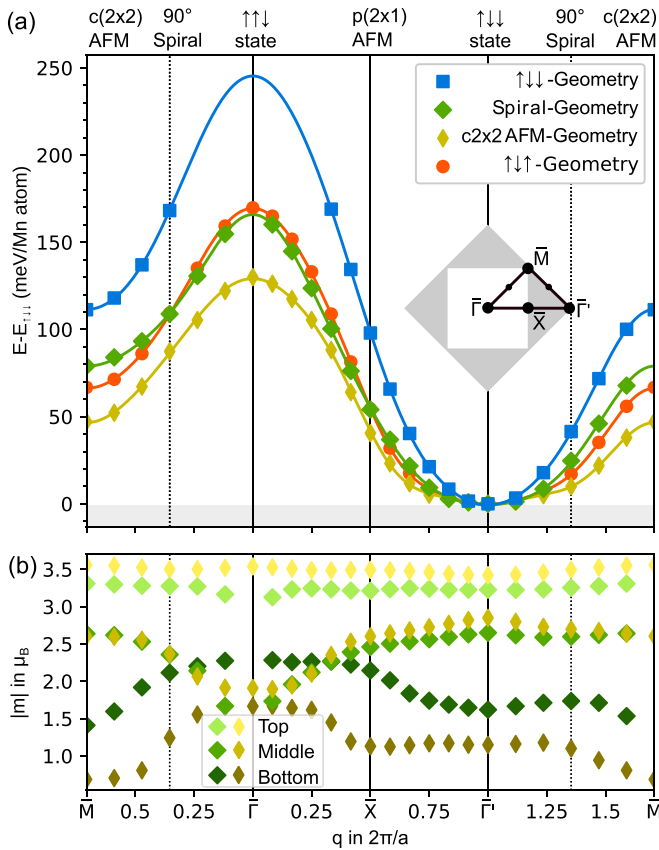 c(2x2) 90° ↑↑↓ p(2x1) ↑↓↓ 90° c(2x2)
(a) AFM Spiral state AFM state Spiral AFM
250
200
150
100
50
0
E-E↑↓↓ (meV/Mn atom)
↑↓↓-Geometry
Spiral-Geometry
c2x2 AFM-Geometry
↑↓↑-Geometry
M̄
Γ̄ X̄ Γ̄'
(b)
3.5
3.0
2.5
2.0
1.5
1.0
|m| in μB
Top
Middle
Bottom
M̄ 0.5 Γ̄ 0.25 X̄ 0.75 Γ̄' 1.25 1.5 M̄
q in 2π/a